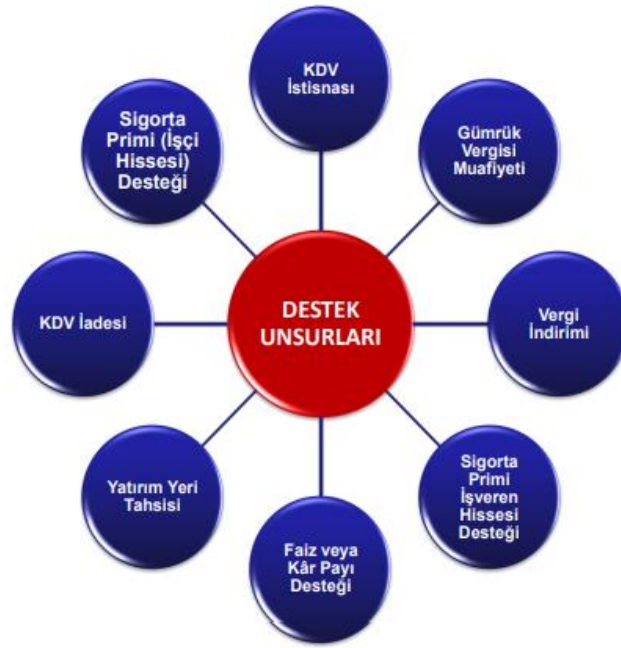 KDV
İstisnası
Gümrük
Vergisi
Muafiyeti
Vergi
İndirimi
Sigorta
Primi
İşveren
Hissesi
Desteği
Faiz veya
Kâr Payı
Desteği
Yatırım Yeri
Tahsisi
KDV İadesi
Sigorta
Primi (İşçi
Hissesi)
Desteği
DESTEK
UNSURLARI